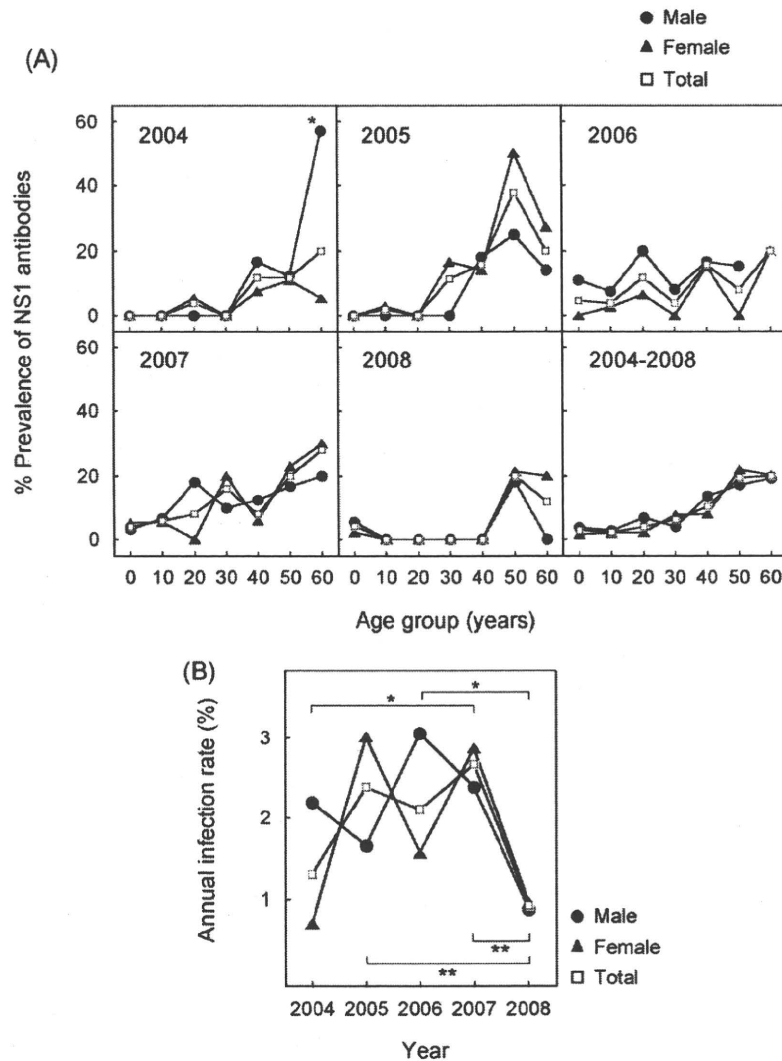 Male
(A)
Female
Total
60
*
2004
2005
2006
40
20
0
% Prevalence of NS1 antibodies
60
2007
2008
2004-2008
40
20
0
0 10 20 30 40 50 60
0 10 20 30 40 50 60
0 10 20 30 40 50 60
Age group (years)
(B)
*
*
3
2
1
Annual infection rate (%)
Male
Female
Total
**
**
2004 2005 2006 2007 2008
Year